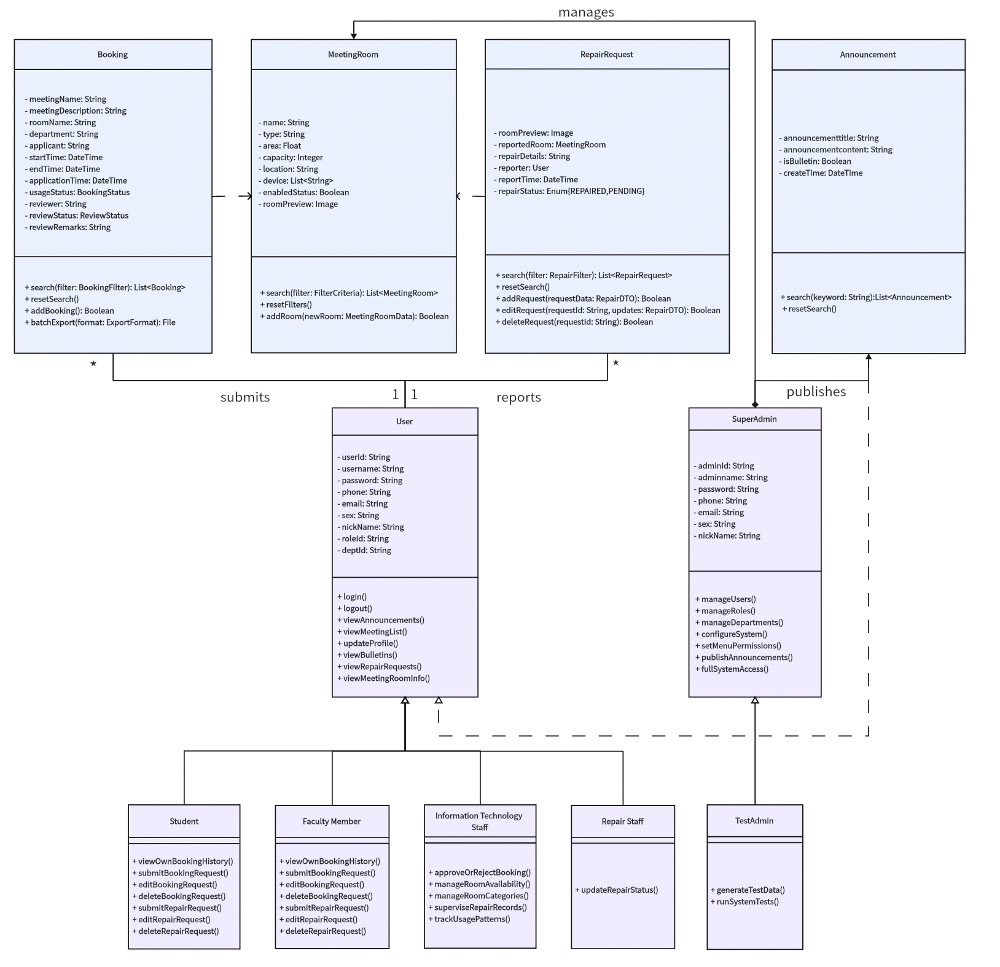 manages
Booking
- meetingName: String
- meetingDescription: String
- roomName: String
- department: String
- applicant: String
- startTime: DateTime
- endTime: DateTime
- applicationTime: DateTime
- usageStatus: BookingStatus
- reviewer: String
- reviewStatus: ReviewStatus
- reviewRemarks: String
+ search(filter: BookingFilter): List<Booking>
+ resetSearch()
+ addBooking(): Boolean
+ batchExport(format: ExportFormat): File
MeetingRoom
- name: String
- type: String
- area: Float
- capacity: Integer
- location: String
- device: List<String>
- enabledStatus: Boolean
- roomPreview: Image
+ search(filter: FilterCriteria): List<MeetingRoom>
+ resetFilters()
+ addRoom(newRoom: MeetingRoomData): Boolean
RepairRequest
- roomPreview: Image
- reportedRoom: MeetingRoom
- repairDetails: String
- reporter: User
- reportTime: DateTime
- repairStatus: Enum{REPAIRED,PENDING}
+ search(filter: RepairFilter): List<RepairRequest>
+ resetSearch()
+ addRequest(requestData: RepairDTO): Boolean
+ editRequest(requestId: String, updates: RepairDTO): Boolean
+ deleteRequest(requestId: String): Boolean
Announcement
- announcementtitle: String
- announcementcontent: String
- isBulletin: Boolean
- createTime: DateTime
+ search(keyword: String):List<Announcement>
+ resetSearch()
* *
submits 1 1 reports publishes
User
- userId: String
- username: String
- password: String
- phone: String
- email: String
- sex: String
- nickName: String
- roleId: String
- deptId: String
+ login()
+ logout()
+ viewAnnouncements()
+ viewMeetingList()
+ updateProfile()
+ viewBulletins()
+ viewRepairRequests()
+ viewMeetingRoomInfo()
SuperAdmin
- adminId: String
- adminname: String
- password: String
- phone: String
- email: String
- sex: String
- nickName: String
+ manageUsers()
+ manageRoles()
+ manageDepartments()
+ configureSystem()
+ setMenuPermissions()
+ publishAnnouncements()
+ fullSystemAccess()
Student
+ viewOwnBookingHistory()
+ submitBookingRequest()
+ editBookingRequest()
+ deleteBookingRequest()
+ submitRepairRequest()
+ editRepairRequest()
+ deleteRepairRequest()
Faculty Member
+ viewOwnBookingHistory()
+ submitBookingRequest()
+ editBookingRequest()
+ deleteBookingRequest()
+ submitRepairRequest()
+ editRepairRequest()
+ deleteRepairRequest()
Information Technology
Staff
+ approveOrRejectBooking()
+ manageRoomAvailability()
+ manageRoomCategories()
+ superviseRepairRecords()
+ trackUsagePatterns()
Repair Staff
+ updateRepairStatus()
TestAdmin
+ generateTestData()
+ runSystemTests()